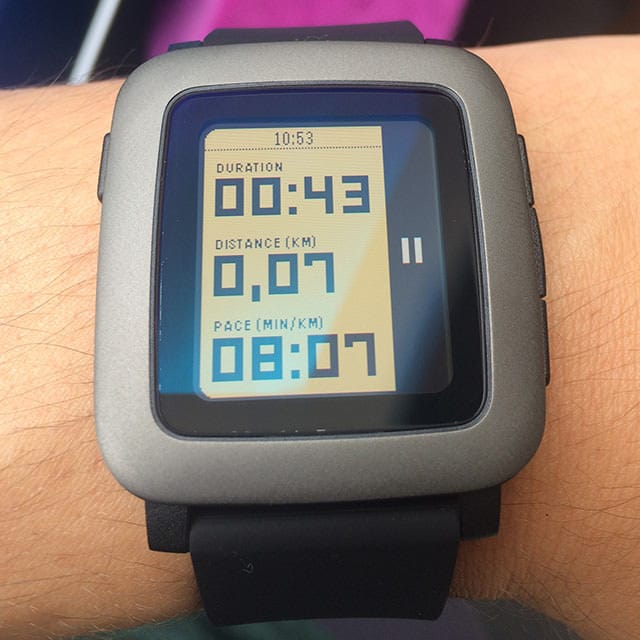 10:53
DURATION
00:43
DISTANCE(KM)
0,07
PACE(MIN/KM)
08:07